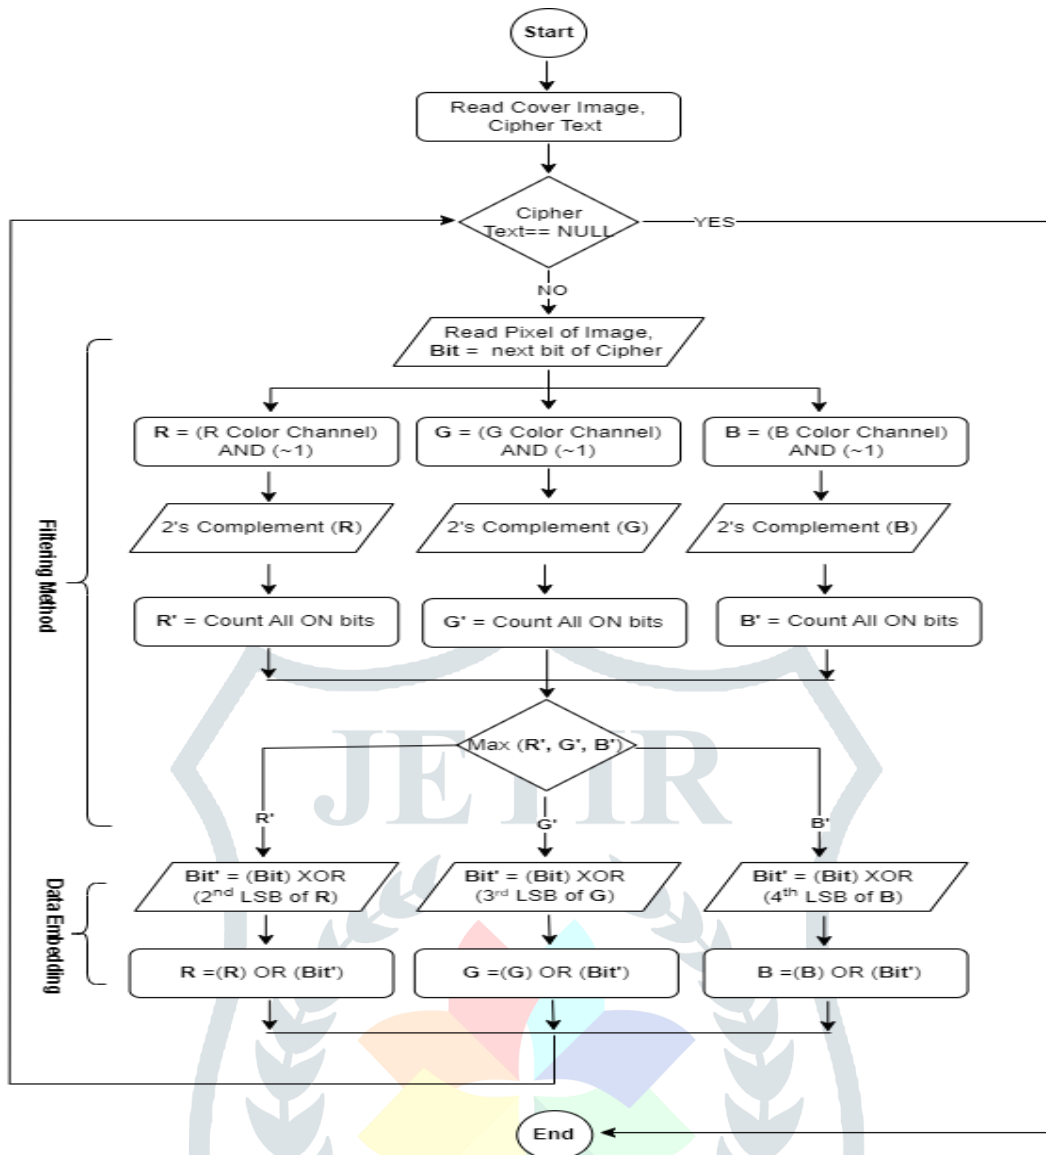 Start
Read Cover Image,
Cipher Text
Cipher
Text== NULL
YES
NO
Read Pixel of Image,
Bit = next bit of Cipher
R = (R Color Channel)
AND (~1)
G = (G Color Channel)
AND (~1)
B = (B Color Channel)
AND (~1)
2's Complement (R)
2's Complement (G)
2's Complement (B)
Filtering Method
R' = Count All ON bits
G' = Count All ON bits
B' = Count All ON bits
Max (R', G', B')
JETIR
R'
G'
B'
Bit' = (Bit) XOR
(2nd LSB of R)
Bit' = (Bit) XOR
(3rd LSB of G)
Bit' = (Bit) XOR
(4th LSB of B)
Data Embedding
R =(R) OR (Bit')
G =(G) OR (Bit')
B =(B) OR (Bit')
End